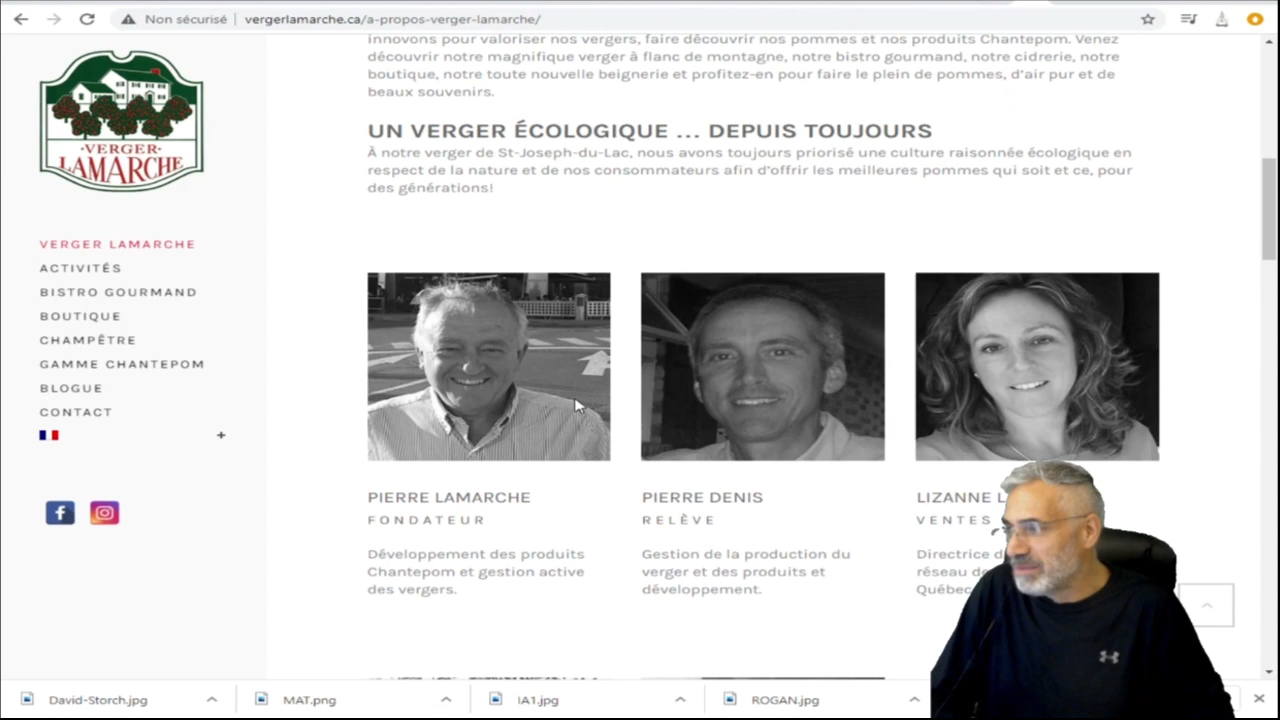 Non sécurisé | vergerlamarche.ca/a-propos-verger-lamarche/
VERGER
LAMARCHE
VERGER LAMARCHE
ACTIVITÉS
BISTRO GOURMAND
BOUTIQUE
CHAMPÊTRE
GAMME CHANTEPOM
BLOGUE
CONTACT
+
innovons pour valoriser nos vergers, faire découvrir nos pommes et nos produits Chantepom. Venez
découvrir notre magnifique verger à flanc de montagne, notre bistro gourmand, notre cidrerie, notre
boutique, notre toute nouvelle beignerie et profitez-en pour faire le plein de pommes, d'air pur et de
beaux souvenirs.
UN VERGER ÉCOLOGIQUE ... DEPUIS TOUJOURS
À notre verger de St-Joseph-du-Lac, nous avons toujours priorisé une culture raisonnée écologique en
respect de la nature et de nos consommateurs afin d'offrir les meilleures pommes qui soit et ce, pour
des générations!
PIERRE LAMARCHE
FONDATEUR
Développement des produits
Chantepom et gestion active
des vergers.
PIERRE DENIS
RELÈVE
Gestion de la production du
verger et des produits et
développement.
LIZANNE
VENTES
Directrice
réseau
Québec
David-Storch.jpg
MAT.png
IA1.jpg
ROGAN.jpg